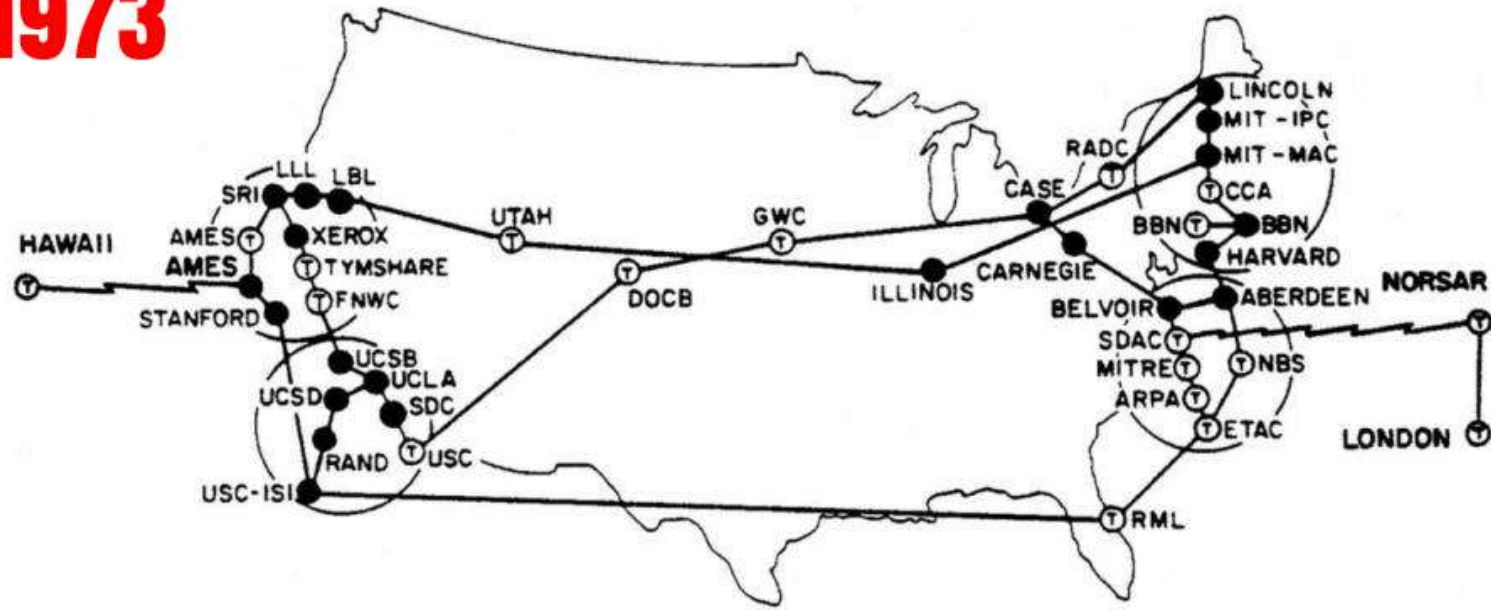 1973
LINCOLN
MIT-IPC
RADC T
MIT-MAC
LLL
LBL
SRI
CASE
T CCA
UTAH
T
GWC
T
HAWAII
T
AMES T
XEROX
BBN T
BBN
AMES
T TYMSHARE
T
DOCB
ILLINOIS
CARNEGIE
HARVARD
NORSAR
T
STANFORD
T FNWC
BELVOIR
ABERDEEN
SDAC T
UCSB
MITRE T
T NBS
UCLA
UCSD
SDC
ARPA T
RAND
T USC
T ETAC
LONDON T
USC-ISI
T RML